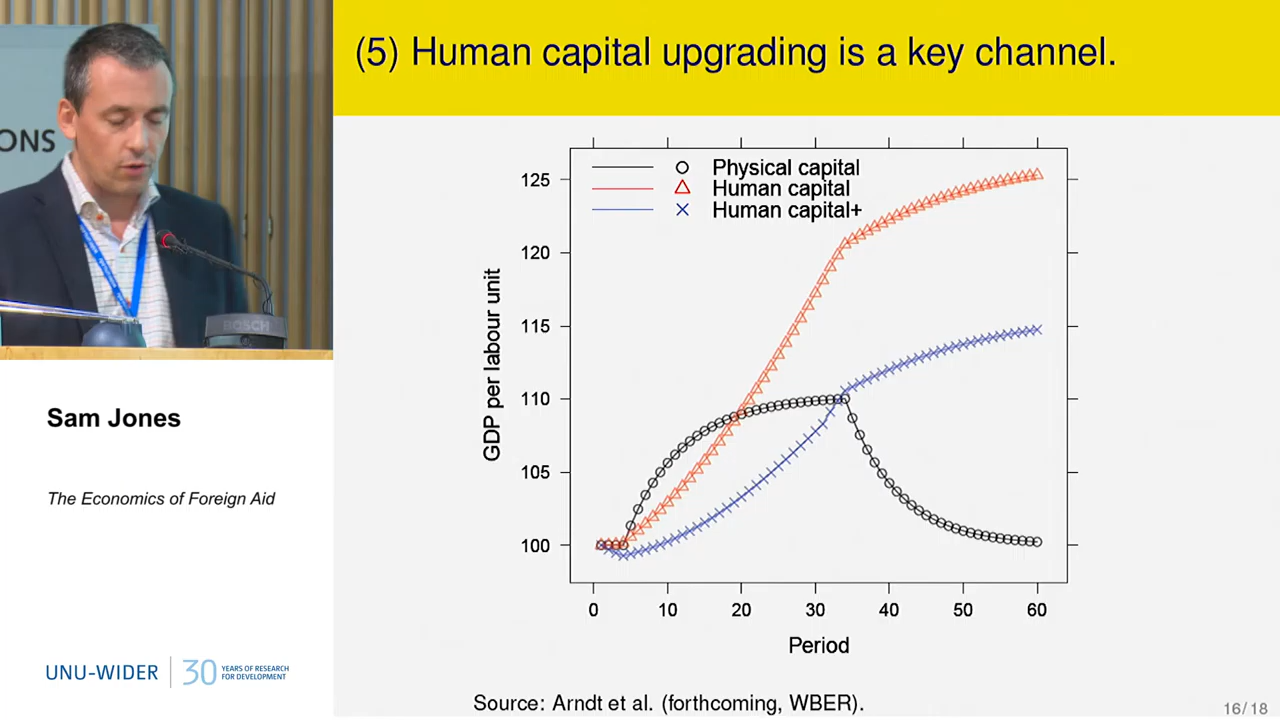 (5) Human capital upgrading is a key channel.
ONS
BOSCH
Sam Jones
The Economics of Foreign Aid
UNU-WIDER
30 YEARS OF RESEARCH
FOR DEVELOPMENT
Physical capital
Human capital
Human capital+
GDP per labour unit
125
120
115
110
105
100
0 10 20 30 40 50 60
Period
Source: Arndt et al. (forthcoming, WBER).
16/18